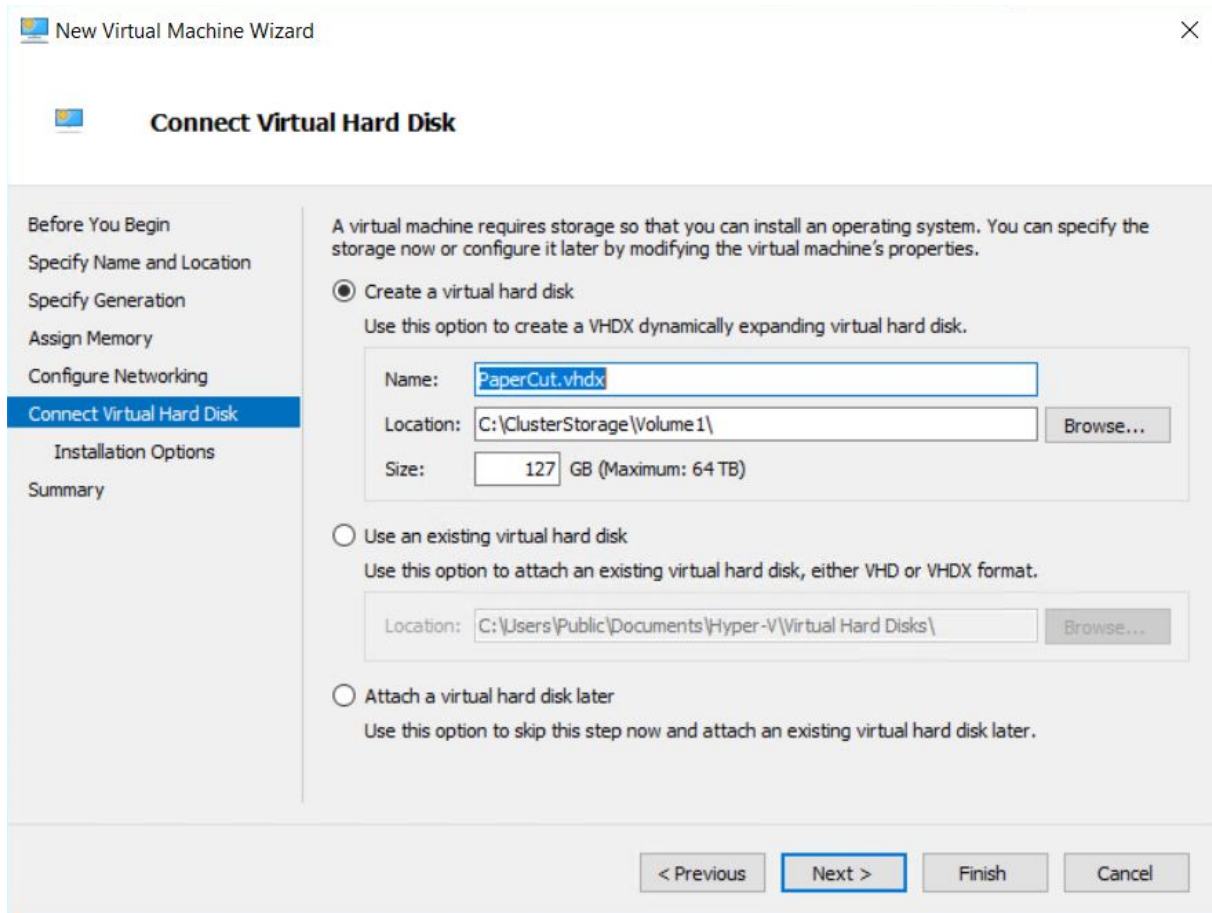 New Virtual Machine Wizard
Connect Virtual Hard Disk
Before You Begin
Specify Name and Location
Specify Generation
Assign Memory
Configure Networking
Connect Virtual Hard Disk
Installation Options
Summary
A virtual machine requires storage so that you can install an operating system. You can specify the
storage now or configure it later by modifying the virtual machine's properties.
Create a virtual hard disk
Use this option to create a VHDX dynamically expanding virtual hard disk.
Name: PaperCut.vhdx
Location: C:\ClusterStorage\Volume1\ Browse...
Size: 127 GB (Maximum: 64 TB)
Use an existing virtual hard disk
Use this option to attach an existing virtual hard disk, either VHD or VHDX format.
Location: C:\Users\Public\Documents\Hyper-V\Virtual Hard Disks\ Browse...
Attach a virtual hard disk later
Use this option to skip this step now and attach an existing virtual hard disk later.
< Previous Next > Finish Cancel